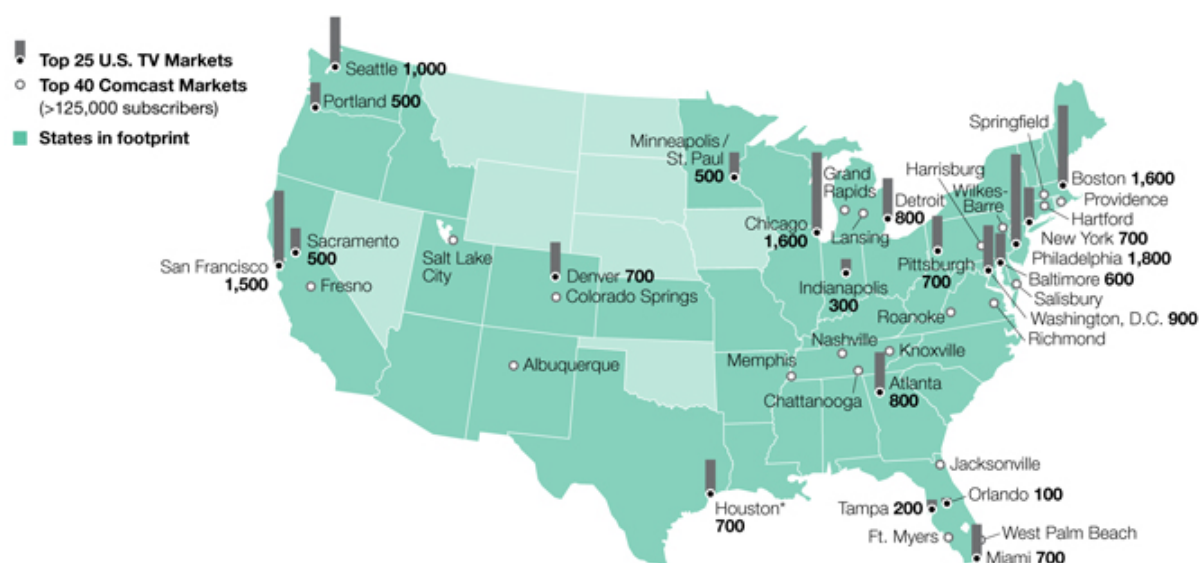 Top 25 U.S. TV Markets
Top 40 Comcast Markets
(>125,000 subscribers)
States in footprint
Seattle 1,000
Portland 500
San Francisco
1,500
Sacramento
500
Fresno
Salt Lake
City
Denver 700
Colorado Springs
Albuquerque
Minneapolis /
St. Paul
500
Chicago
1,600
Grand
Rapids
Lansing
Detroit
800
Indianapolis
300
Pittsburgh
700
Harrisburg
Wilkes-
Barre
Springfield
Boston 1,600
Providence
Hartford
New York 700
Philadelphia 1,800
Baltimore 600
Salisbury
Washington, D.C. 900
Richmond
Roanoke
Nashville
Knoxville
Memphis
Chattanooga
Atlanta
800
Houston*
700
Jacksonville
Orlando 100
Tampa 200
Ft. Myers
West Palm Beach
Miami 700